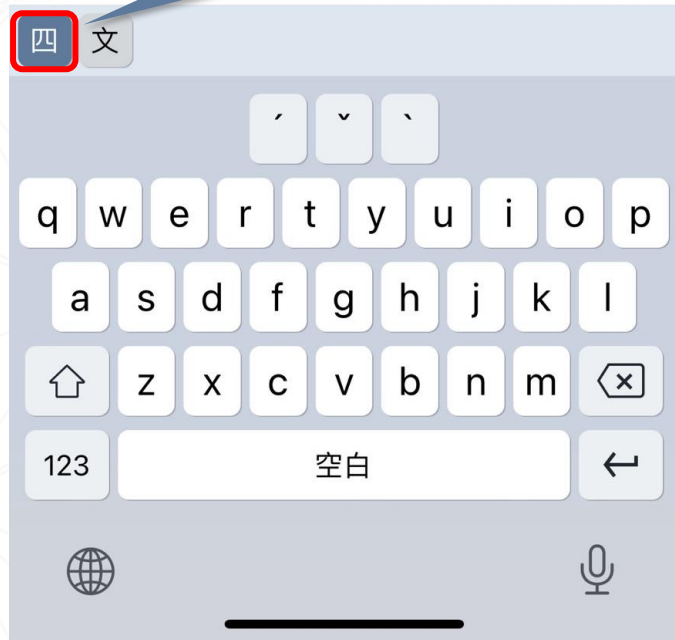 四 文
ˊ ˇ ˋ
q w e r t y u i o p
a s d f g h j k l
z x c v b n m
123 空白